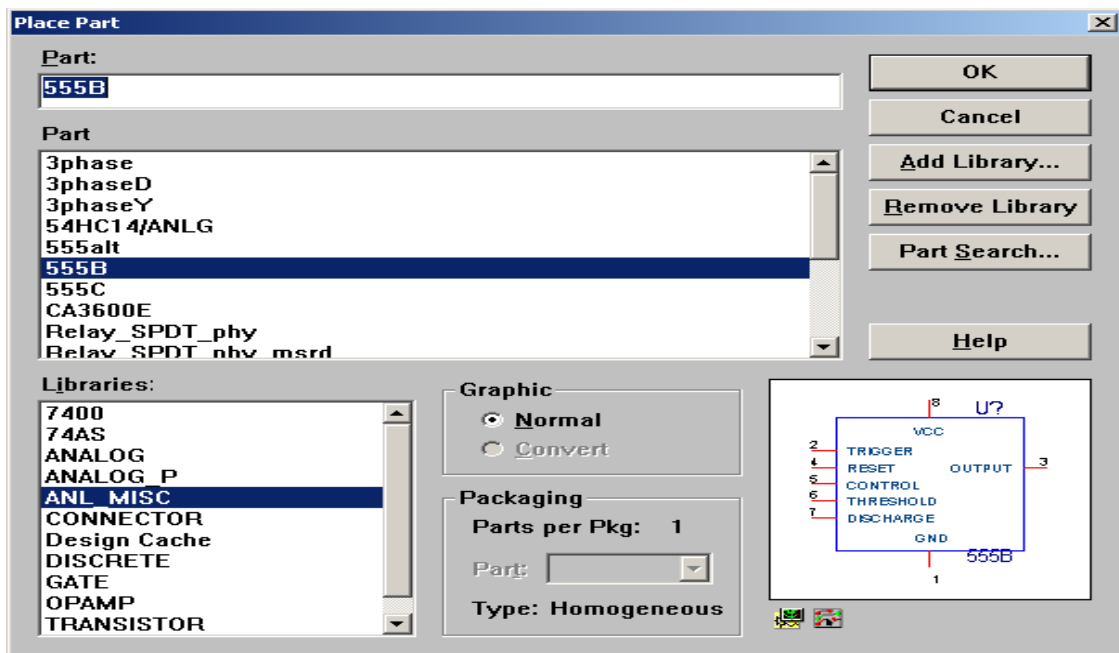 Place Part
Part:
555B
OK
Cancel
Part
3phase
3phaseD
3phaseY
54HC14/ANLG
555alt
555B
555C
CA3600E
Relay_SPDT_phy
Relay_SPDT_phy_msrd
Add Library...
Remove Library
Part Search...
Help
Libraries:
7400
74AS
ANALOG
ANALOG_P
ANL_MISC
CONNECTOR
Design Cache
DISCRETE
GATE
OPAMP
TRANSISTOR
Graphic
Normal
Convert
Packaging
Parts per Pkg: 1
Part:
Type: Homogeneous
8 U?
VCC
2 TRIGGER
4 RESET OUTPUT 3
5 CONTROL
6 THRESHOLD
7 DISCHARGE
GND
555B
1